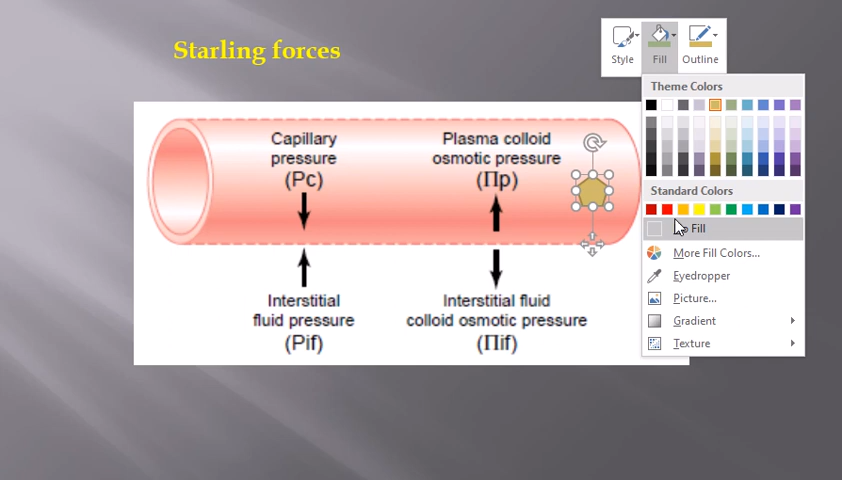 Starling forces
Style
Fill
Outline
Theme Colors
Standard Colors
Fill
More Fill Colors...
Eyedropper
Picture...
Gradient
Texture
Capillary
pressure
(Pc)
Plasma colloid
osmotic pressure
(Πp)
Interstitial
fluid pressure
(Pif)
Interstitial fluid
colloid osmotic pressure
(Πif)